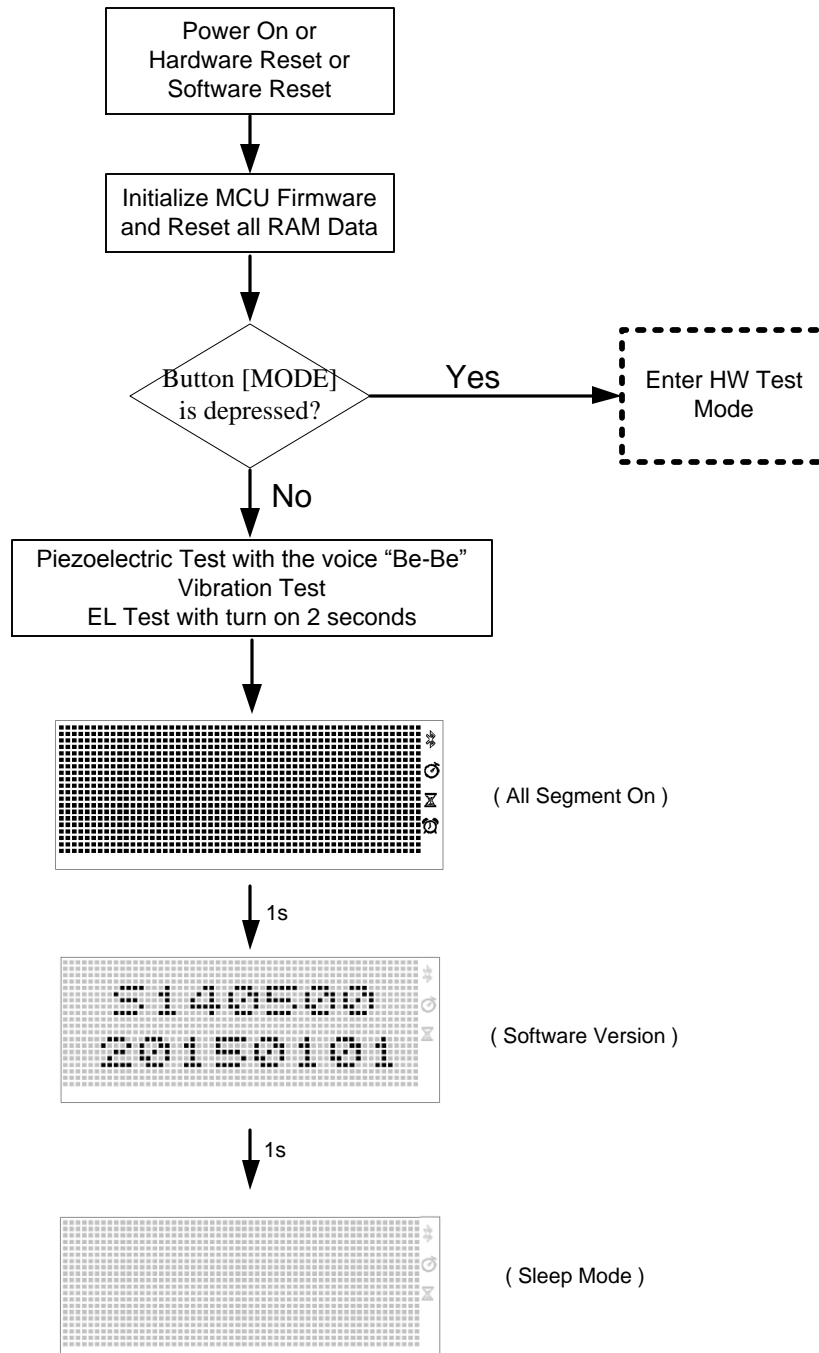 Power On or
Hardware Reset or
Software Reset
Initialize MCU Firmware
and Reset all RAM Data
Button [MODE]
is depressed?
Yes
Enter HW Test
Mode
No
Piezoelectric Test with the voice “Be-Be”
Vibration Test
EL Test with turn on 2 seconds
( All Segment On )
1s
S140500
20150101
( Software Version )
1s
( Sleep Mode )